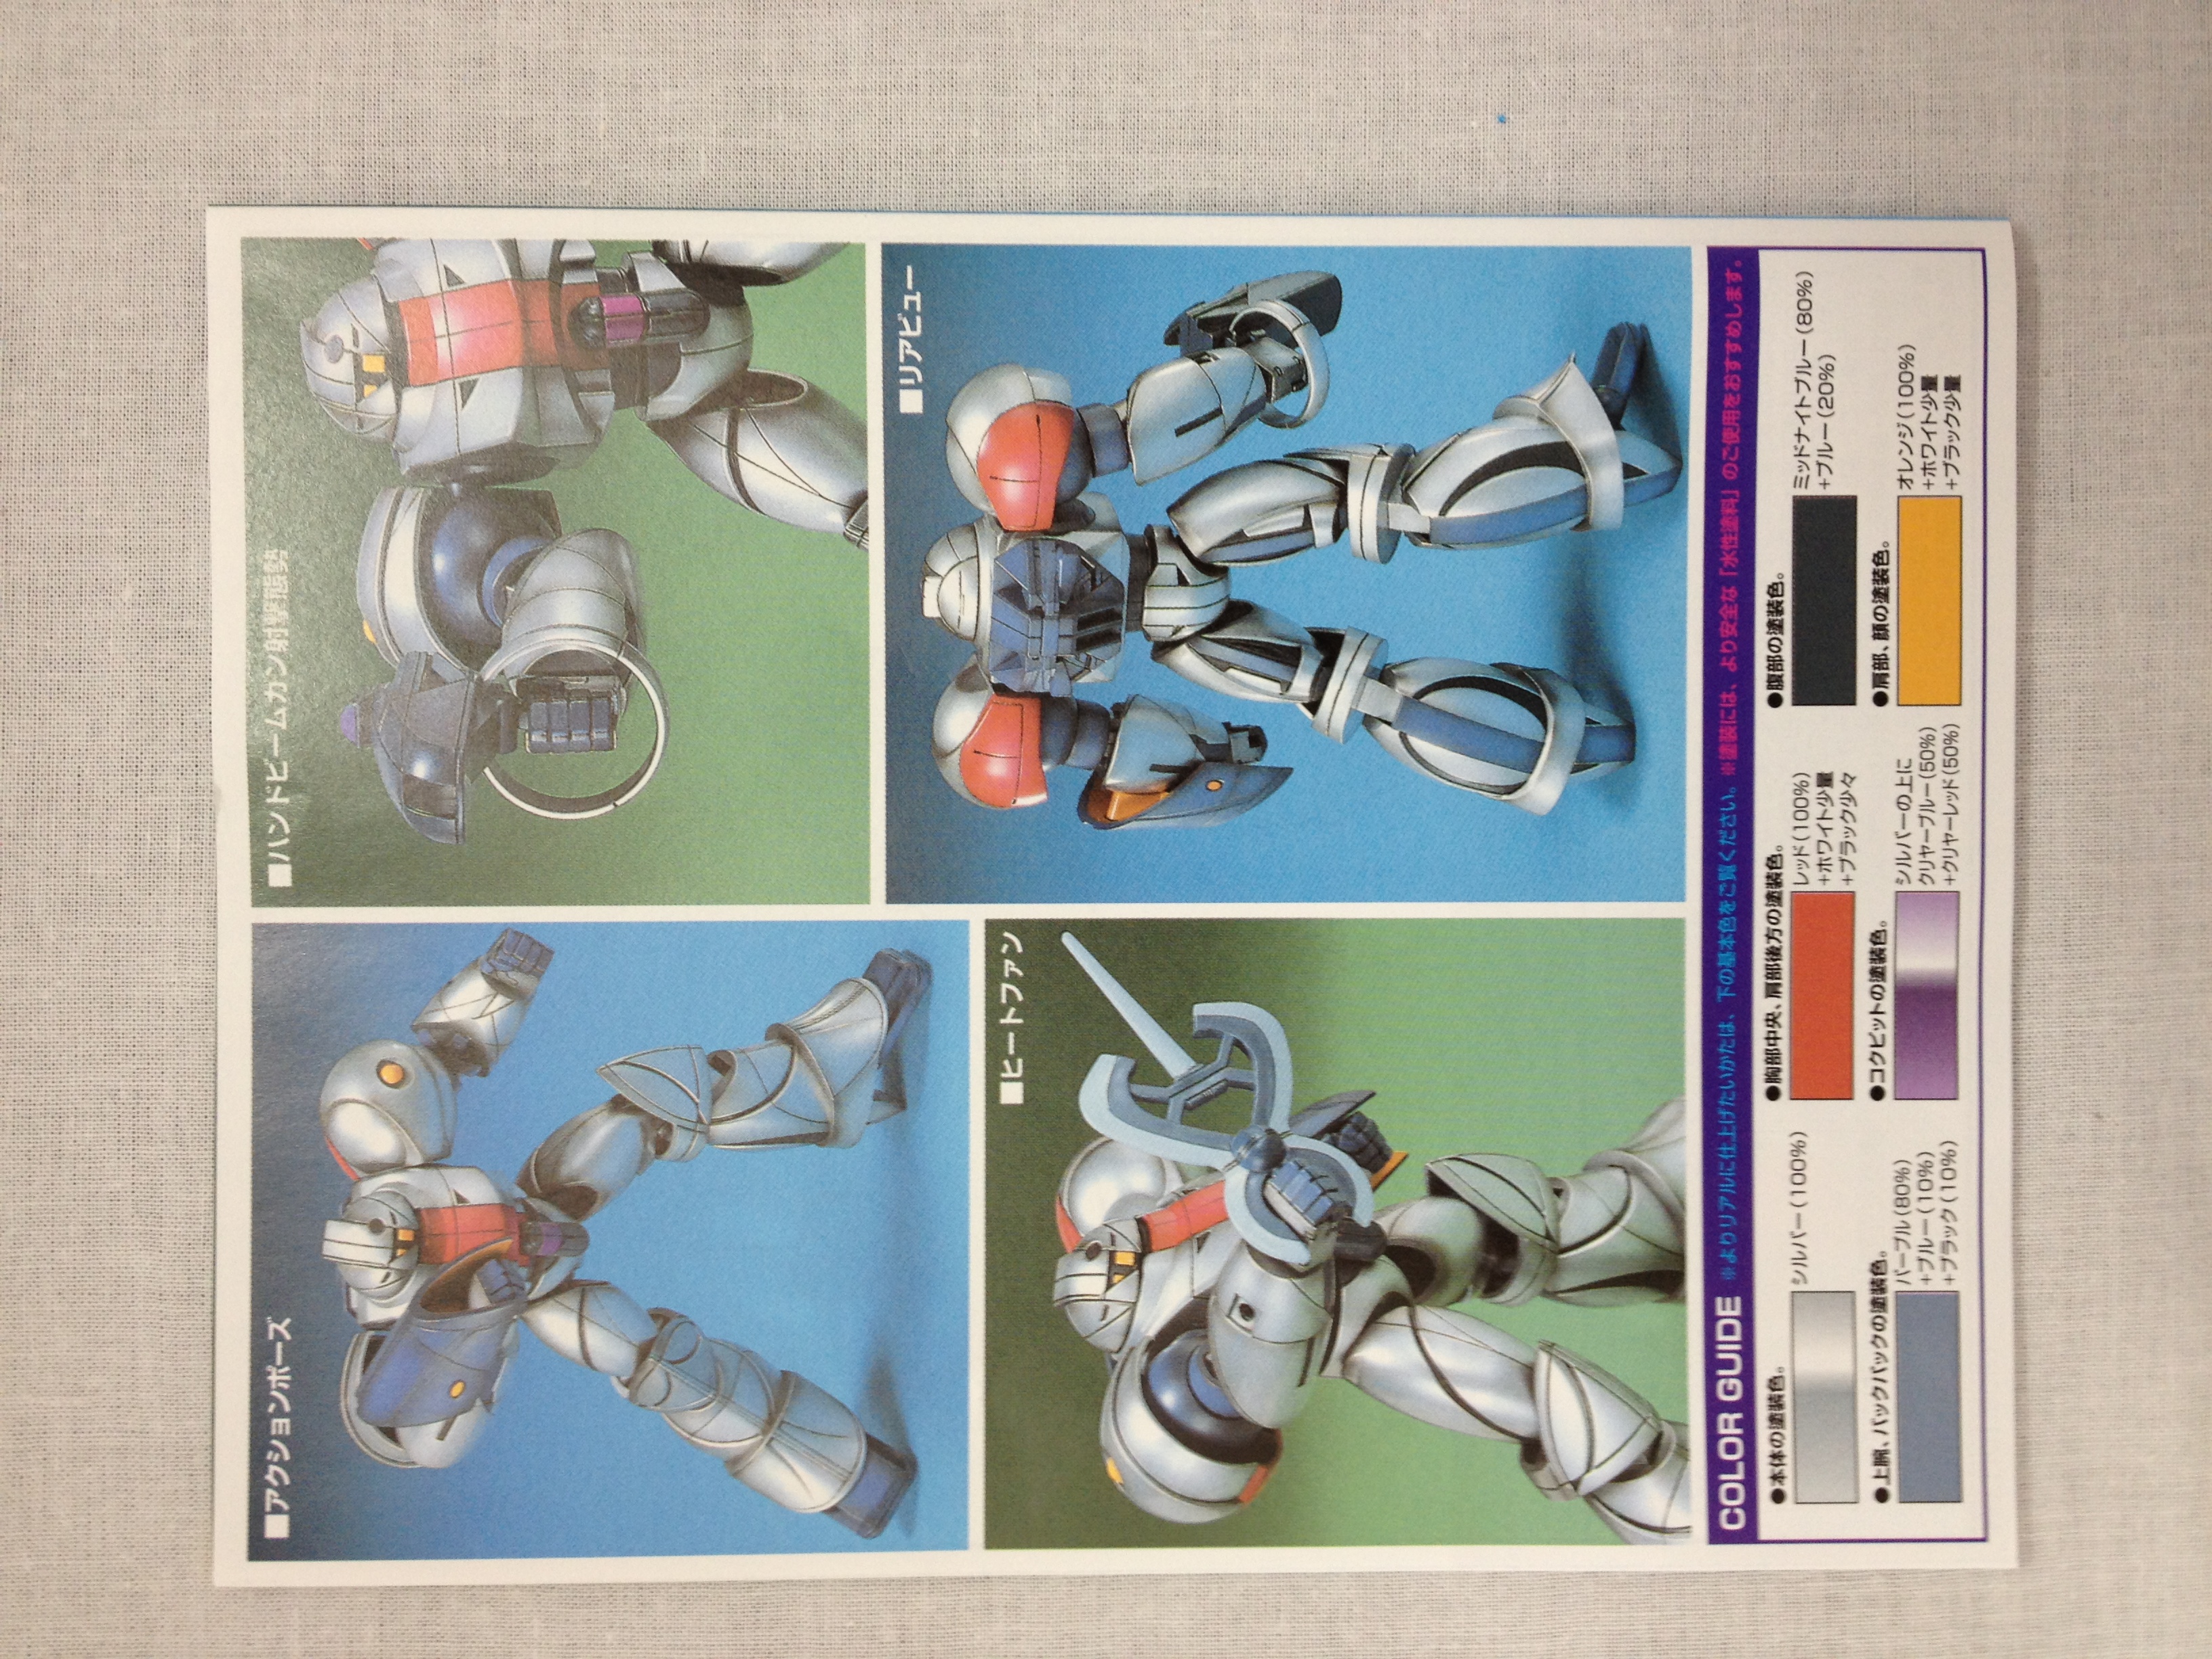 ■アクションポーズ
■ハンドビームガン射撃態勢
■ヒートファン
■リアビュー
COLOR GUIDE ※よりリアルに仕上げたいかたは、下の基本色をご覧ください。※塗装には、より安全な「水性塗料」のご使用をおすすめします。
●本体の塗装色。
シルバー(100%)
●胸部中央、肩部後方の塗装色。
レッド(100%)
+ホワイト少量
+ブラック少々
●腹部の塗装色。
ミッドナイトブルー(80%)
+ブルー(20%)
●上腕、バックパックの塗装色。
パープル(80%)
+ブルー(10%)
+ブラック(10%)
●コクピットの塗装色。
シルバーの上に
クリヤーブルー(50%)
+クリヤーレッド(50%)
●肩部、顔の塗装色。
オレンジ(100%)
+ホワイト少量
+ブラック少量